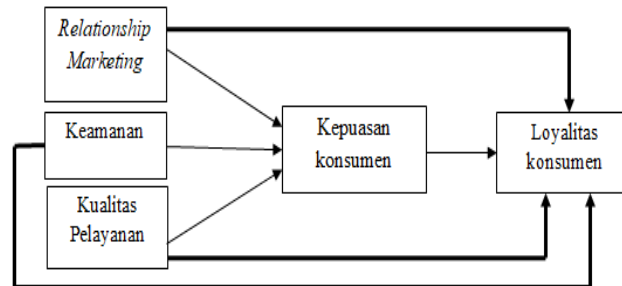 Relationship
Marketing
Keamanan
Kualitas
Pelayanan
Kepuasan
konsumen
Loyalitas
konsumen